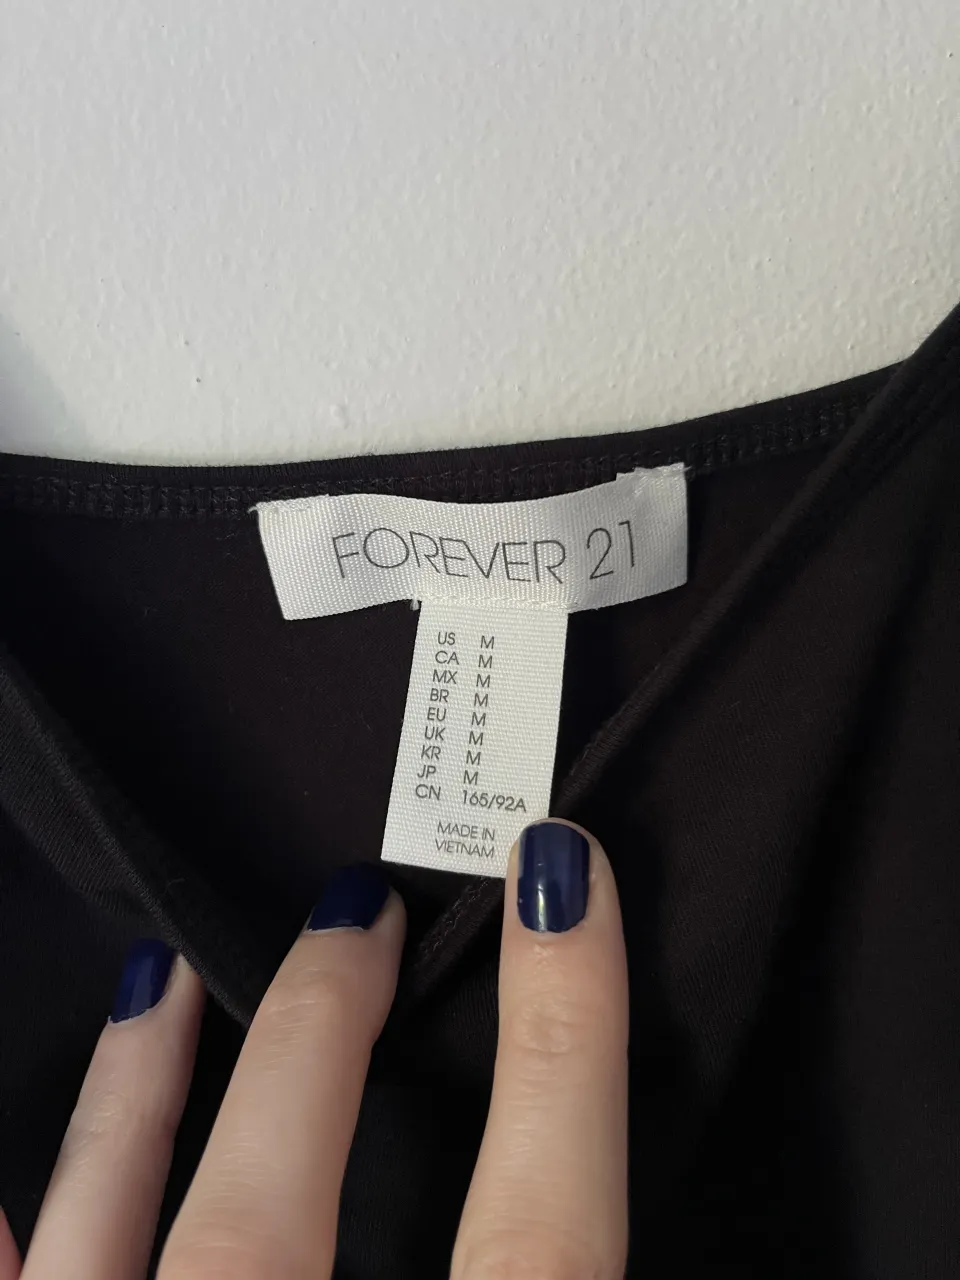 FOREVER 21
US M
CA M
MX M
BR M
EU M
UK M
KR M
JP M
CN 165/92A
MADE IN
VIETNAM